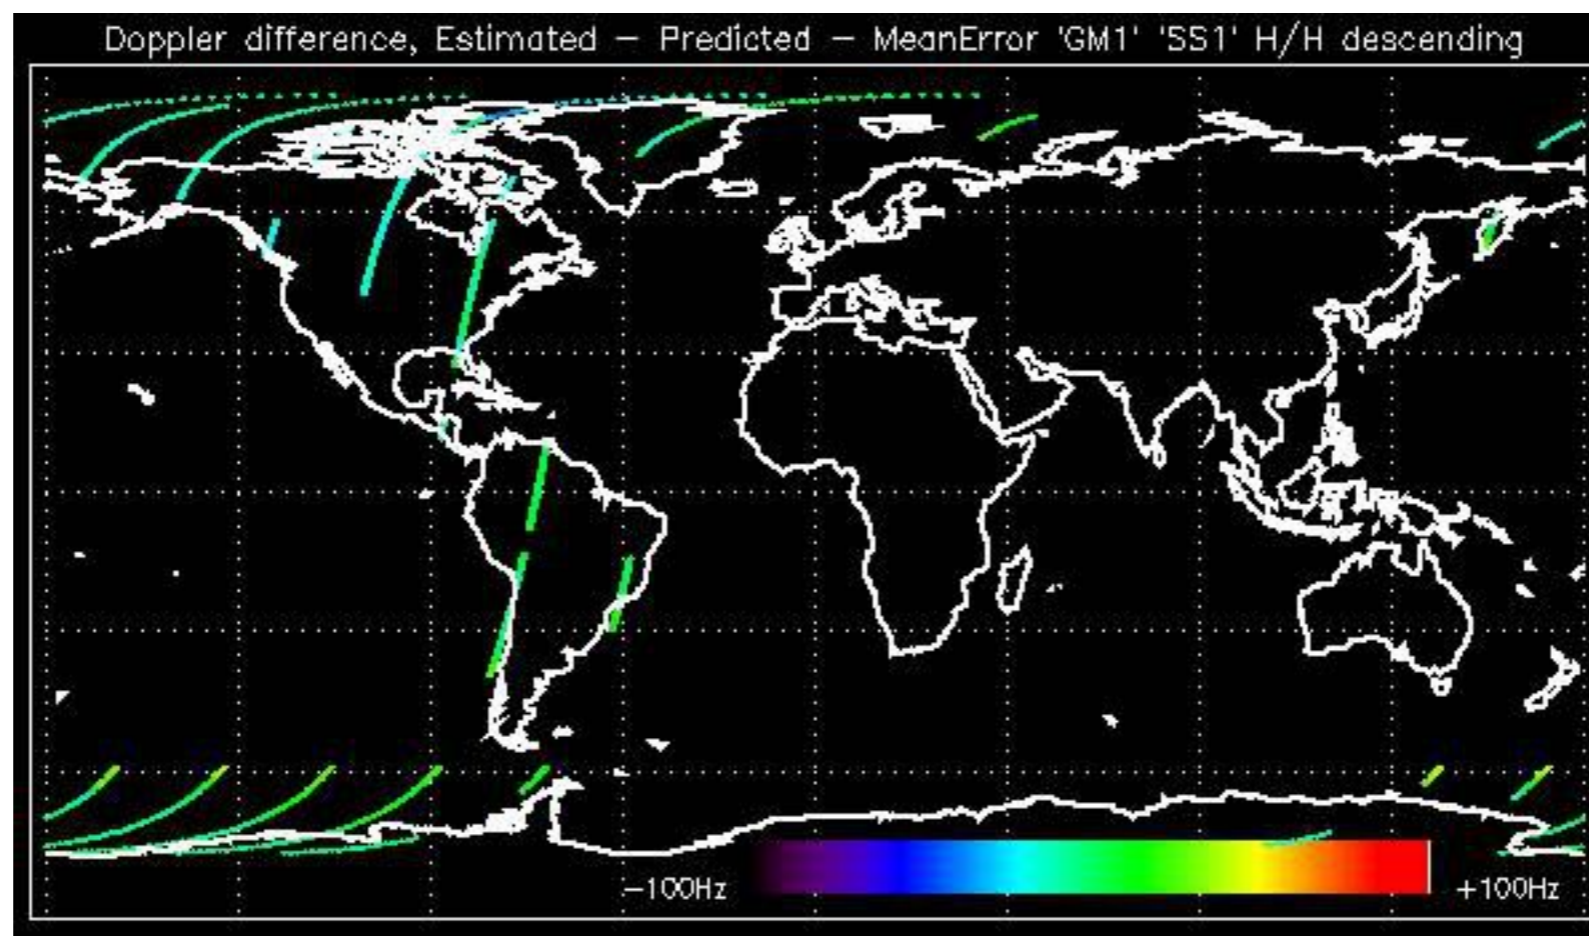 Doppler difference, Estimated – Predicted – MeanError 'GM1' 'SS1' H/H descending
–100Hz
+100Hz